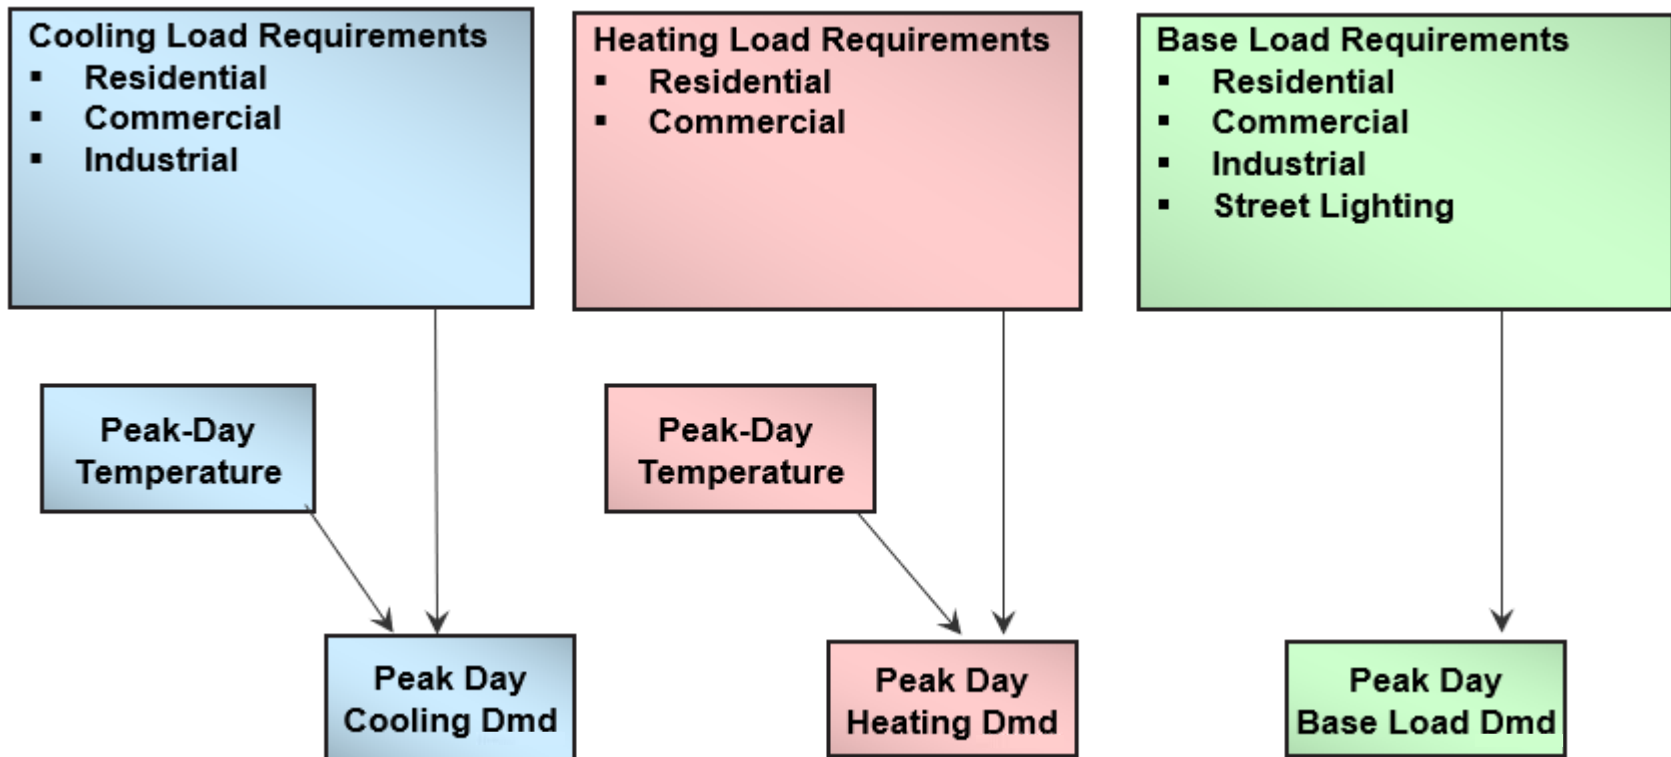 Cooling Load Requirements
▪ Residential
▪ Commercial
▪ Industrial
Heating Load Requirements
▪ Residential
▪ Commercial
Base Load Requirements
▪ Residential
▪ Commercial
▪ Industrial
▪ Street Lighting
Peak-Day
Temperature
Peak-Day
Temperature
Peak Day
Cooling Dmd
Peak Day
Heating Dmd
Peak Day
Base Load Dmd